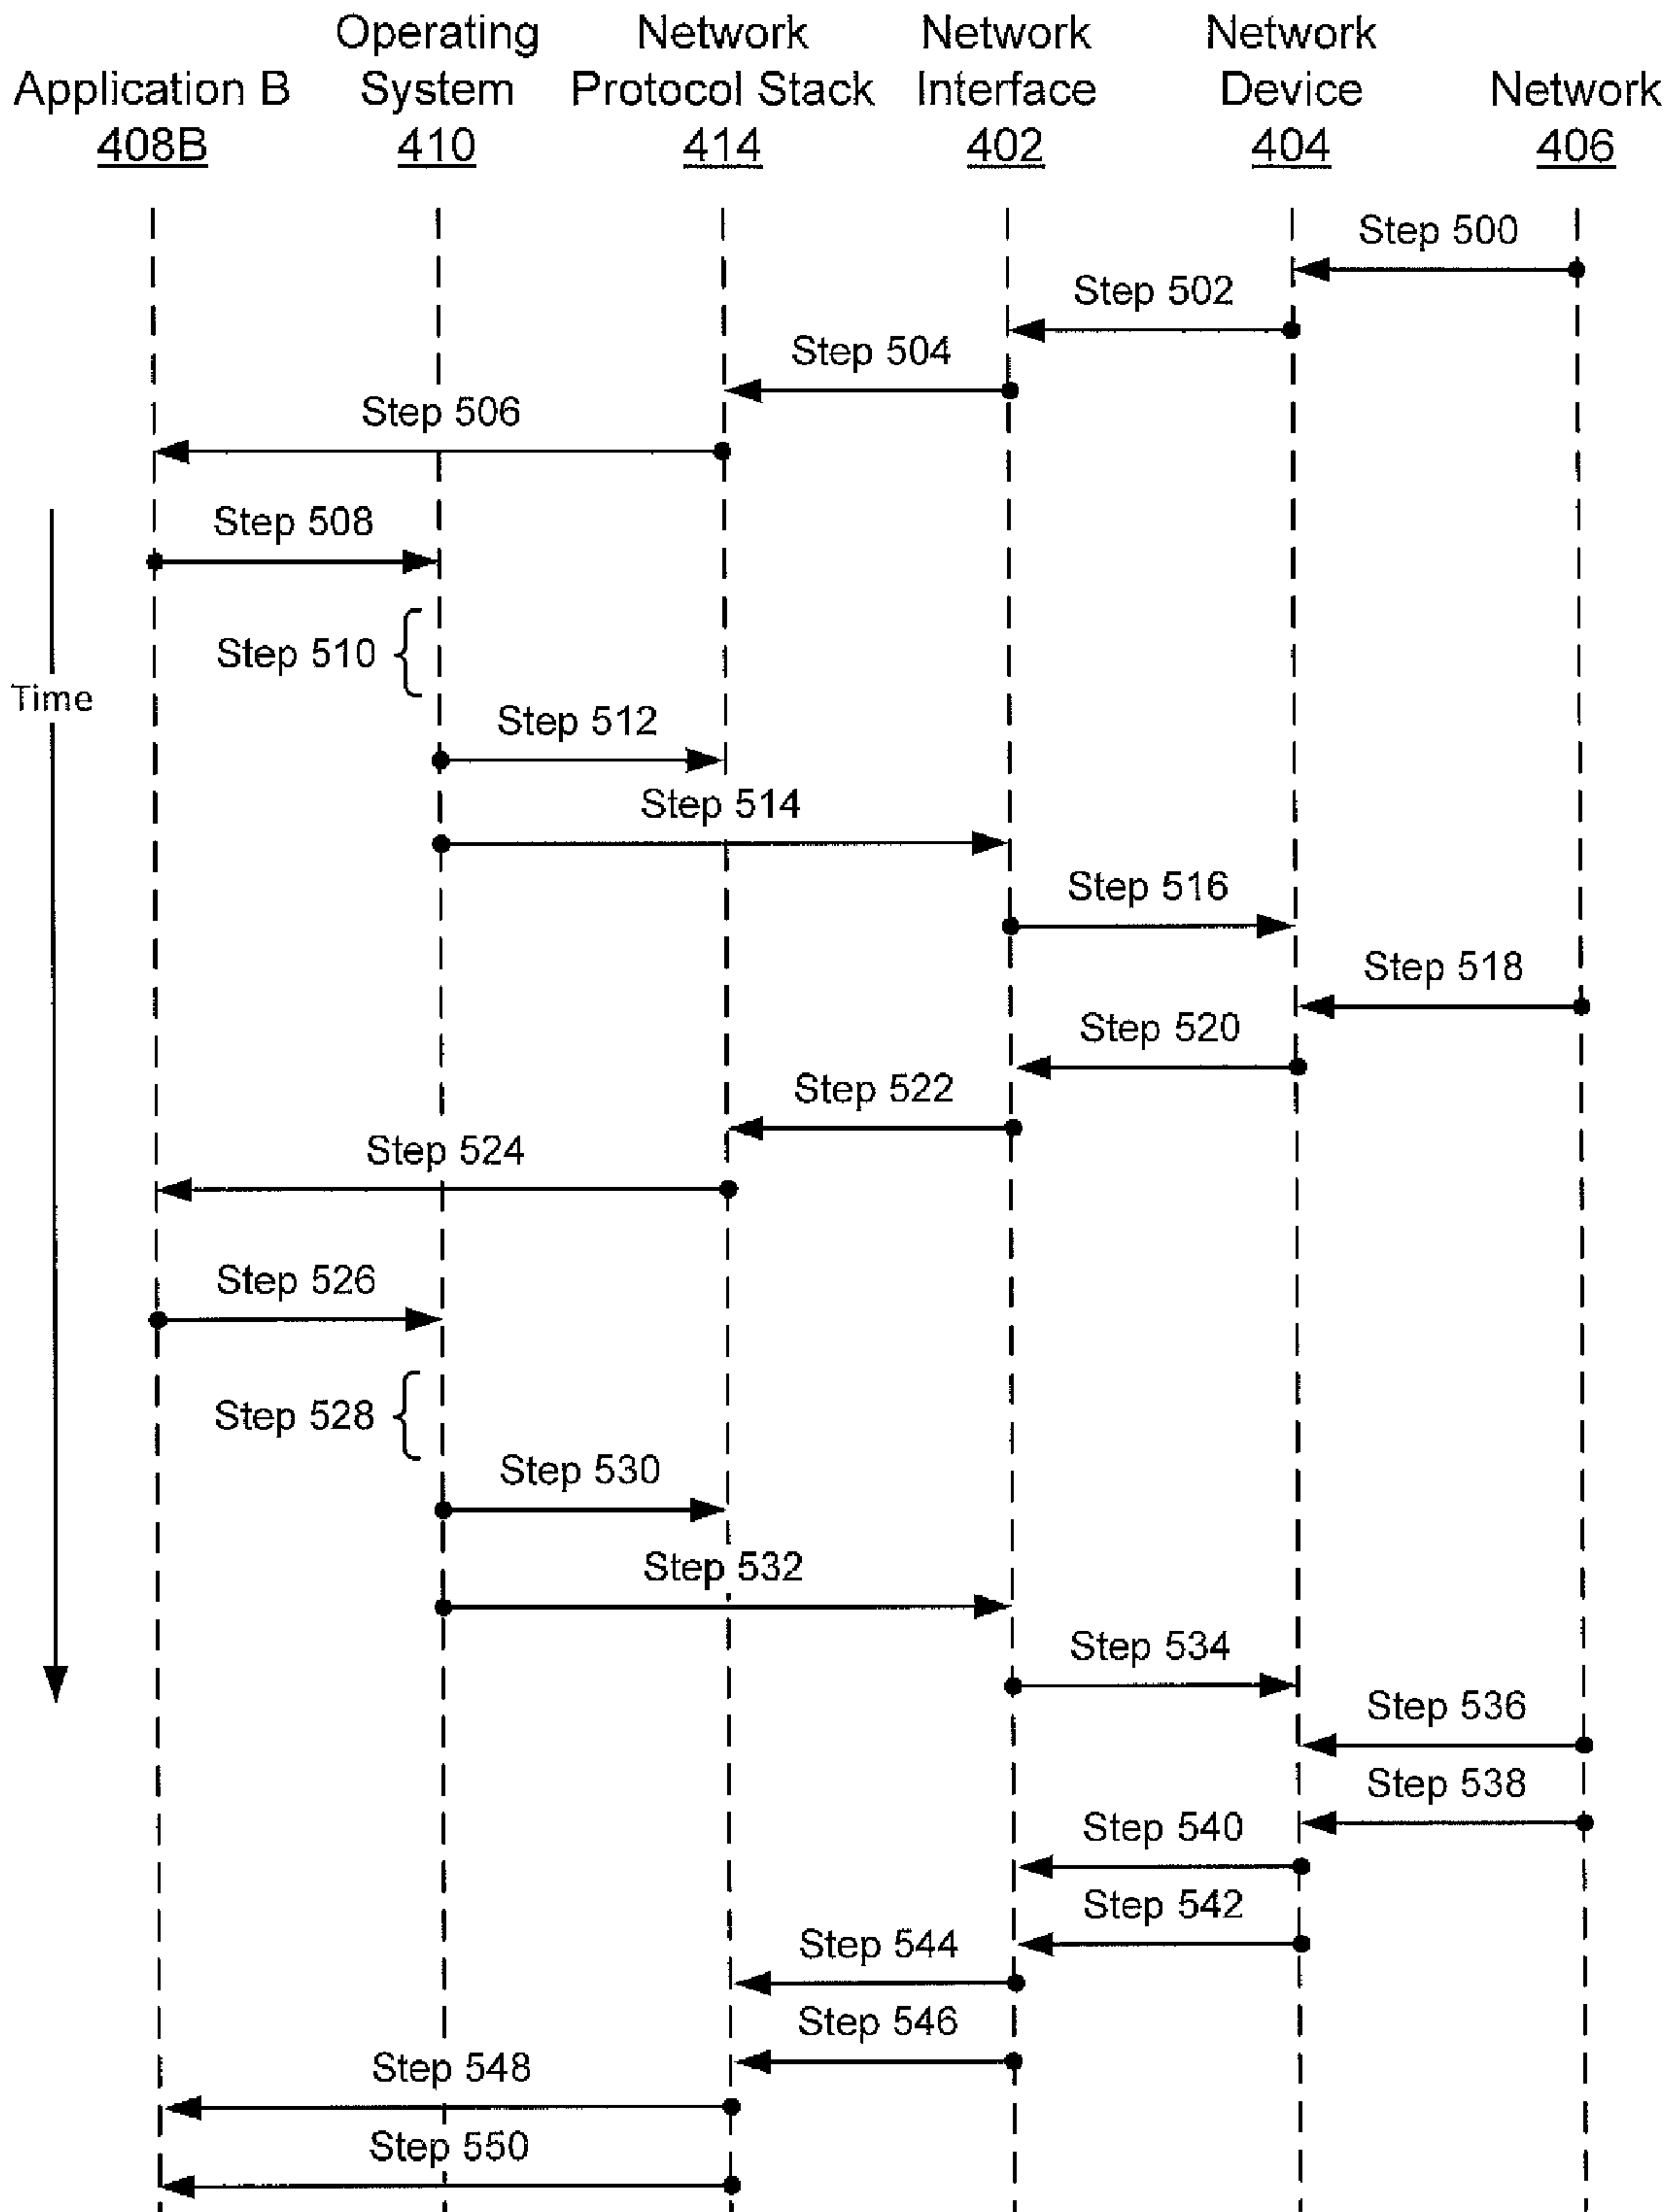 Application B
408B
Operating
System
410
Network
Protocol Stack
414
Network
Interface
402
Network
Device
404
Network
406
Step 500
Step 502
Step 504
Step 506
Step 508
Step 510
Time
Step 512
Step 514
Step 516
Step 518
Step 520
Step 522
Step 524
Step 526
Step 528
Step 530
Step 532
Step 534
Step 536
Step 538
Step 540
Step 542
Step 544
Step 546
Step 548
Step 550